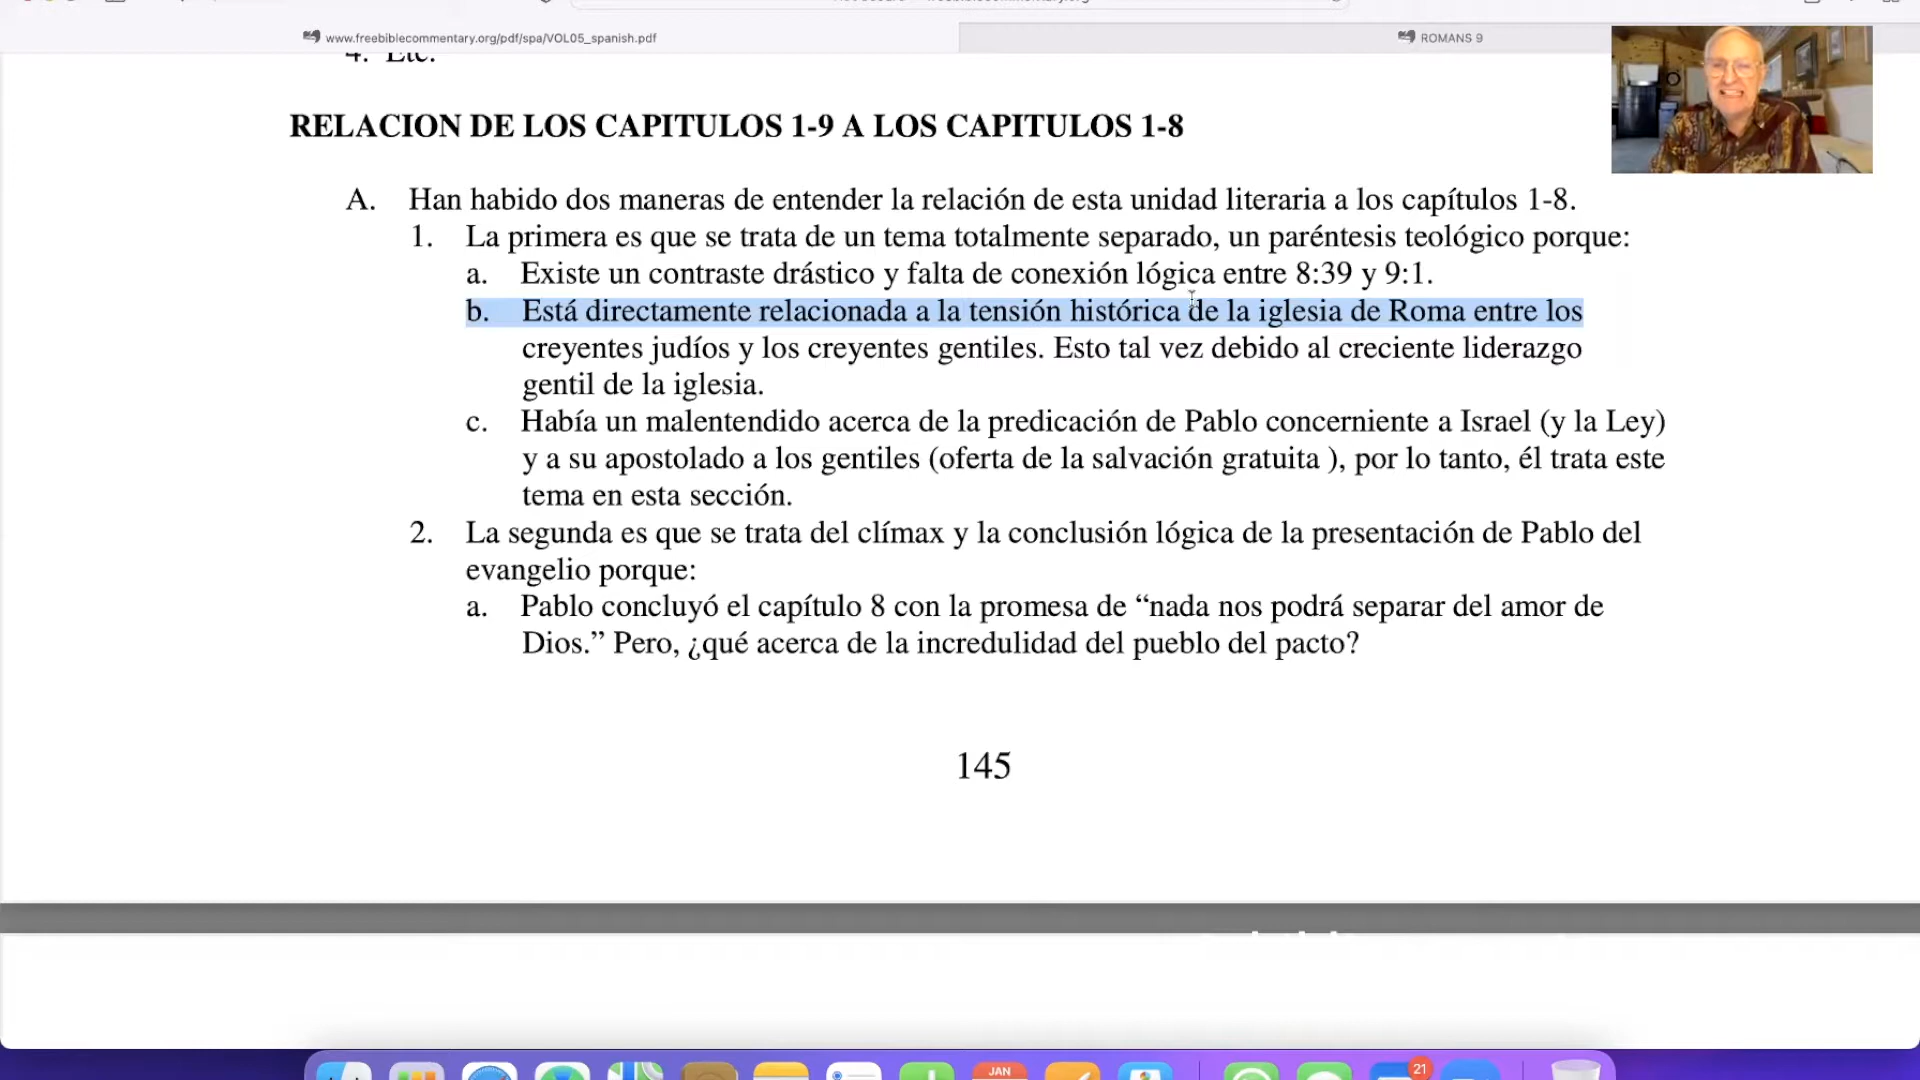 www.freebiblecommentary.org/pdf/spa/VOL05_spanish.pdf
ROMANS 9
4. Etc.
RELACION DE LOS CAPITULOS 1-9 A LOS CAPITULOS 1-8
A. Han habido dos maneras de entender la relación de esta unidad literaria a los capítulos 1-8.
1. La primera es que se trata de un tema totalmente separado, un paréntesis teológico porque:
a. Existe un contraste drástico y falta de conexión lógica entre 8:39 y 9:1.
b. Está directamente relacionada a la tensión histórica de la iglesia de Roma entre los
creyentes judíos y los creyentes gentiles. Esto tal vez debido al creciente liderazgo
gentil de la iglesia.
c. Había un malentendido acerca de la predicación de Pablo concerniente a Israel (y la Ley)
y a su apostolado a los gentiles (oferta de la salvación gratuita ), por lo tanto, él trata este
tema en esta sección.
2. La segunda es que se trata del clímax y la conclusión lógica de la presentación de Pablo del
evangelio porque:
a. Pablo concluyó el capítulo 8 con la promesa de “nada nos podrá separar del amor de
Dios.” Pero, ¿qué acerca de la incredulidad del pueblo del pacto?
145
JAN
21